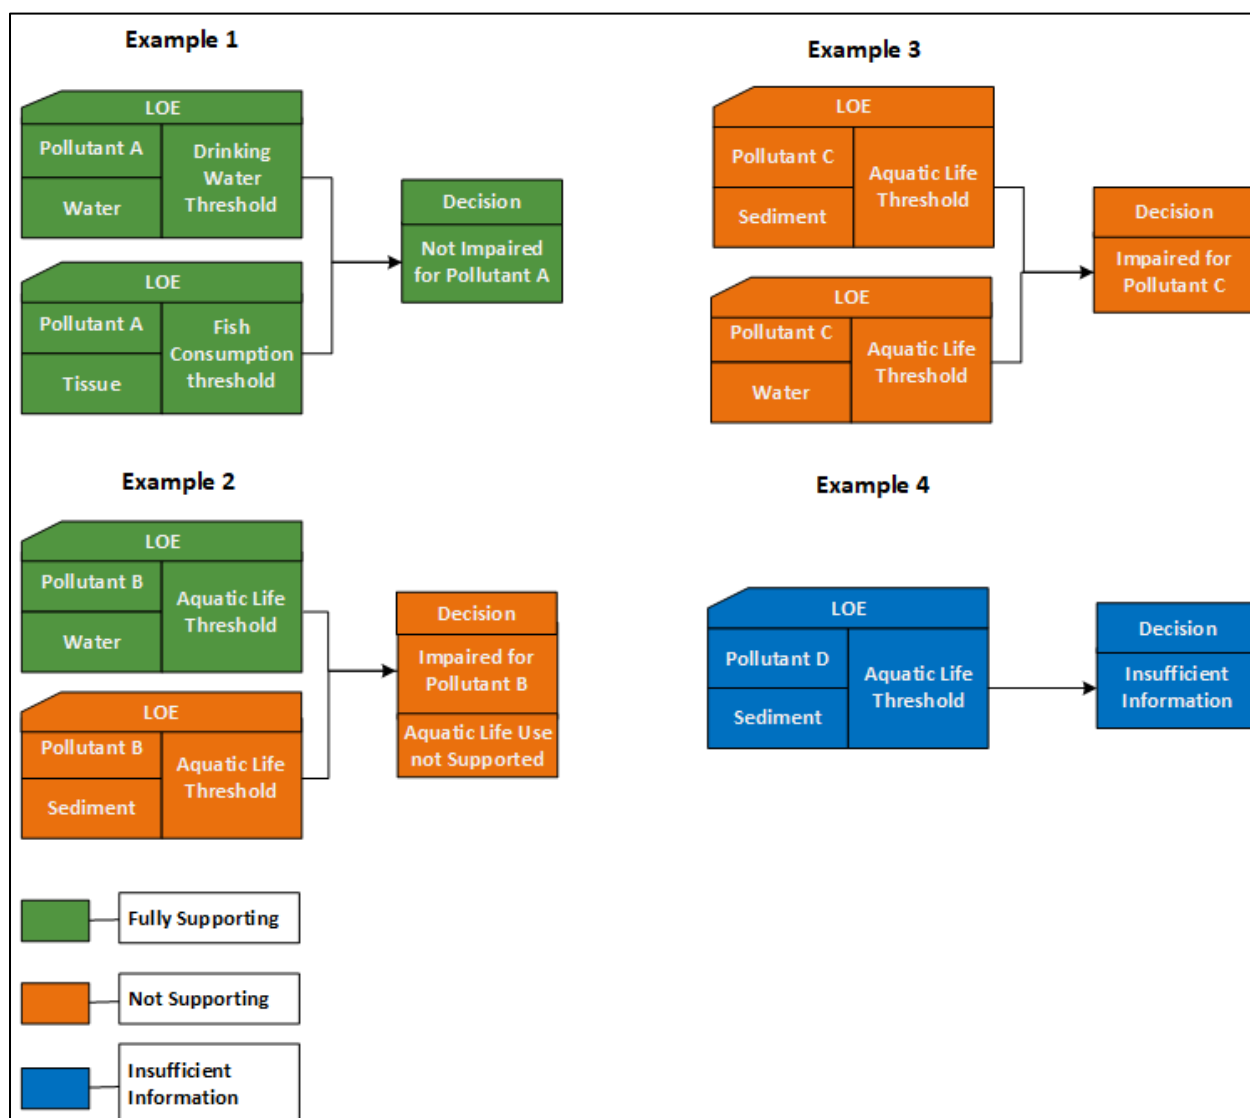 Example 1
LOE
Pollutant A
Drinking
Water
Threshold
Water
LOE
Pollutant A
Fish
Consumption
threshold
Tissue
Decision
Not Impaired
for Pollutant A
Example 3
LOE
Pollutant C
Aquatic Life
Threshold
Sediment
LOE
Pollutant C
Aquatic Life
Threshold
Water
Decision
Impaired for
Pollutant C
Example 2
LOE
Pollutant B
Aquatic Life
Threshold
Water
LOE
Pollutant B
Aquatic Life
Threshold
Sediment
Decision
Impaired for
Pollutant B
Aquatic Life Use
not Supported
Example 4
LOE
Pollutant D
Aquatic Life
Threshold
Sediment
Decision
Insufficient
Information
Fully Supporting
Not Supporting
Insufficient
Information